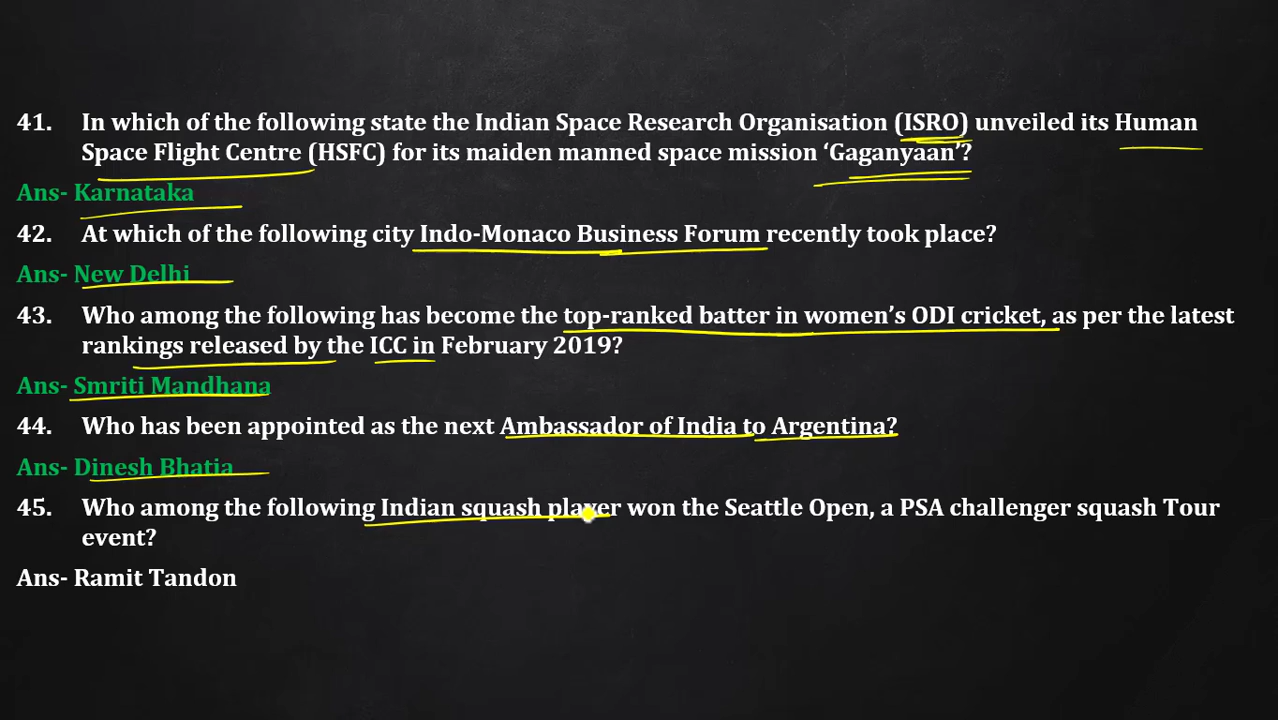 41. In which of the following state the Indian Space Research Organisation (ISRO) unveiled its Human
Space Flight Centre (HSFC) for its maiden manned space mission ‘Gaganyaan’?
Ans- Karnataka
42. At which of the following city Indo-Monaco Business Forum recently took place?
Ans- New Delhi
43. Who among the following has become the top-ranked batter in women’s ODI cricket, as per the latest
rankings released by the ICC in February 2019?
Ans- Smriti Mandhana
44. Who has been appointed as the next Ambassador of India to Argentina?
Ans- Dinesh Bhatia
45. Who among the following Indian squash player won the Seattle Open, a PSA challenger squash Tour
event?
Ans- Ramit Tandon